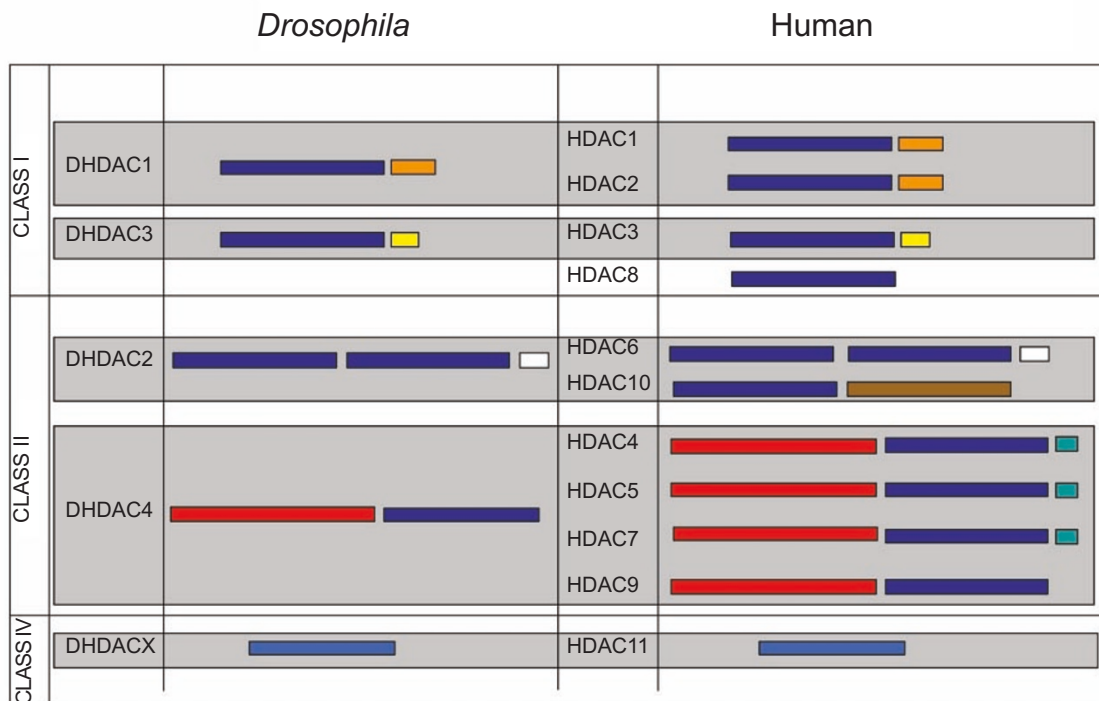 Drosophila Human
CLASS I
DHDAC1
HDAC1
HDAC2
DHDAC3 HDAC3
HDAC8
CLASS II
DHDAC2
HDAC6
HDAC10
DHDAC4
HDAC4
HDAC5
HDAC7
HDAC9
CLASS IV
DHDACX HDAC11